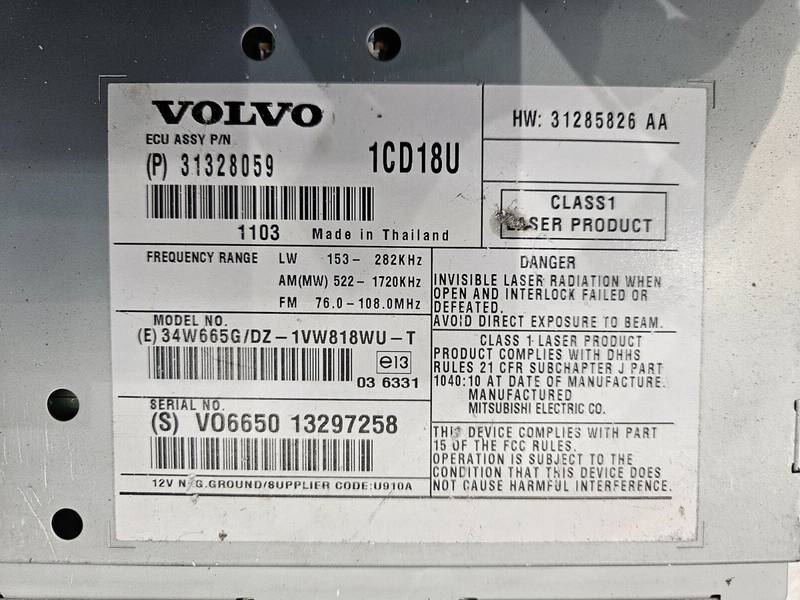 VOLVO
ECU ASSY P/N
(P) 31328059
1CD18U
1103 Made in Thailand
HW: 31285826 AA
CLASS1
LASER PRODUCT
FREQUENCY RANGE LW 153- 282KHz
AM(MW) 522- 1720KHz
FM 76.0-108.0MHz
MODEL NO.
(E) 34W665G/DZ-1VW818WU-T
e13
03 6331
SERIAL NO.
(S) VO6650 13297258
12V N G.GROUND/SUPPLIER CODE:U910A
DANGER
INVISIBLE LASER RADIATION WHEN
OPEN AND INTERLOCK FAILED OR
DEFEATED.
AVOID DIRECT EXPOSURE TO BEAM.
CLASS 1 LASER PRODUCT
PRODUCT COMPLIES WITH DHHS
RULES 21 CFR SUBCHAPTER J PART
1040:10 AT DATE OF MANUFACTURE.
MANUFACTURED
MITSUBISHI ELECTRIC CO.
THIS DEVICE COMPLIES WITH PART
15 OF THE FCC RULES.
OPERATION IS SUBJECT TO THE
CONDITION THAT THIS DEVICE DOES
NOT CAUSE HARMFUL INTERFERENCE.